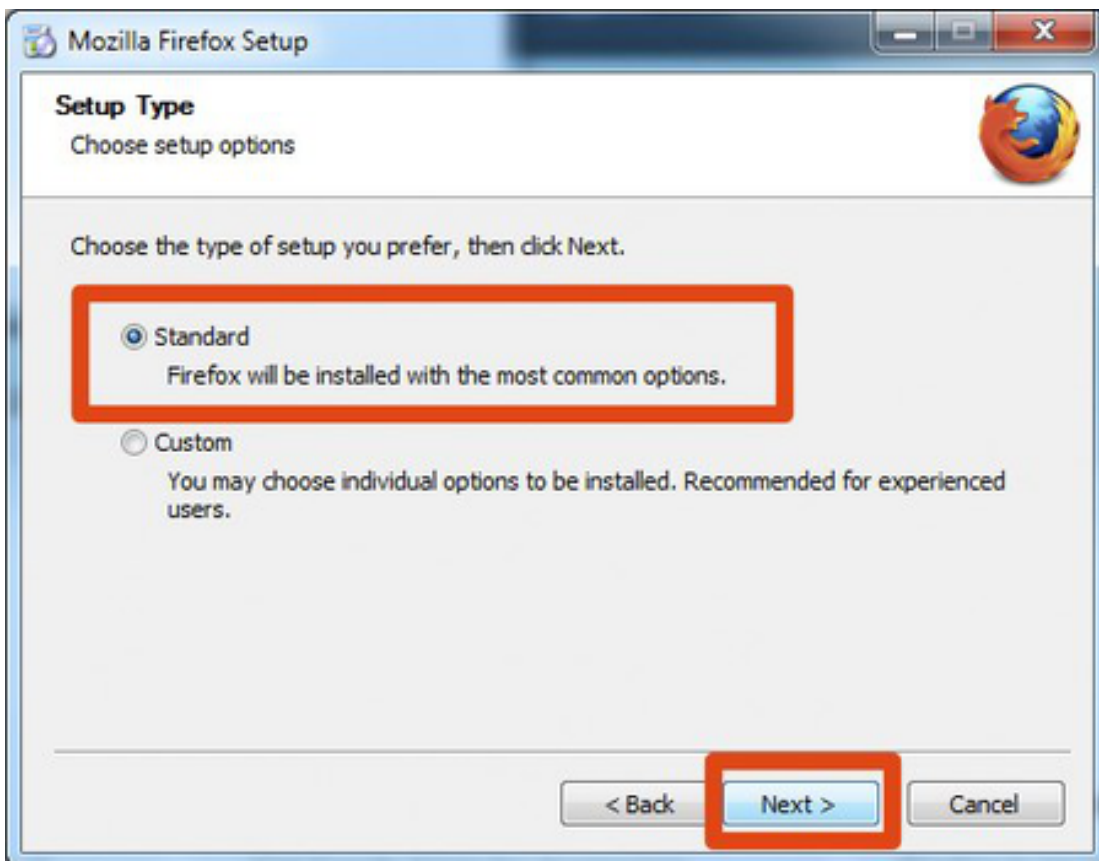 Mozilla Firefox Setup
Setup Type
Choose setup options
Choose the type of setup you prefer, then click Next.
Standard
Firefox will be installed with the most common options.
Custom
You may choose individual options to be installed. Recommended for experienced
users.
< Back
Next >
Cancel